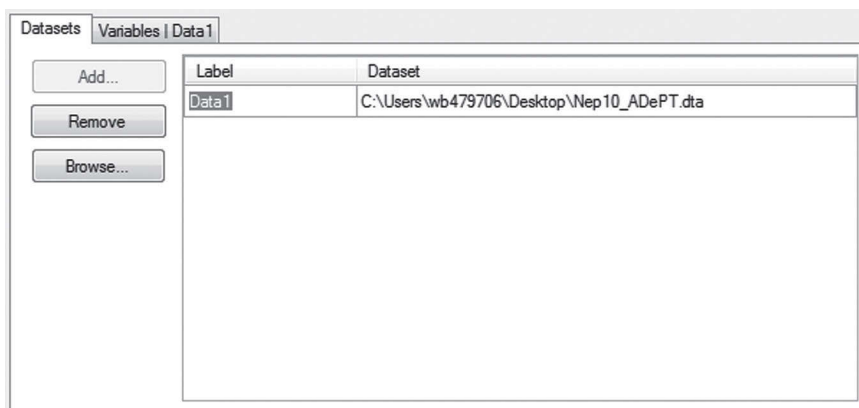 Datasets Variables | Data1
Add...
Remove
Browse...
Label Dataset
Data1 C:\Users\wb479706\Desktop\Nep10_ADePT.dta